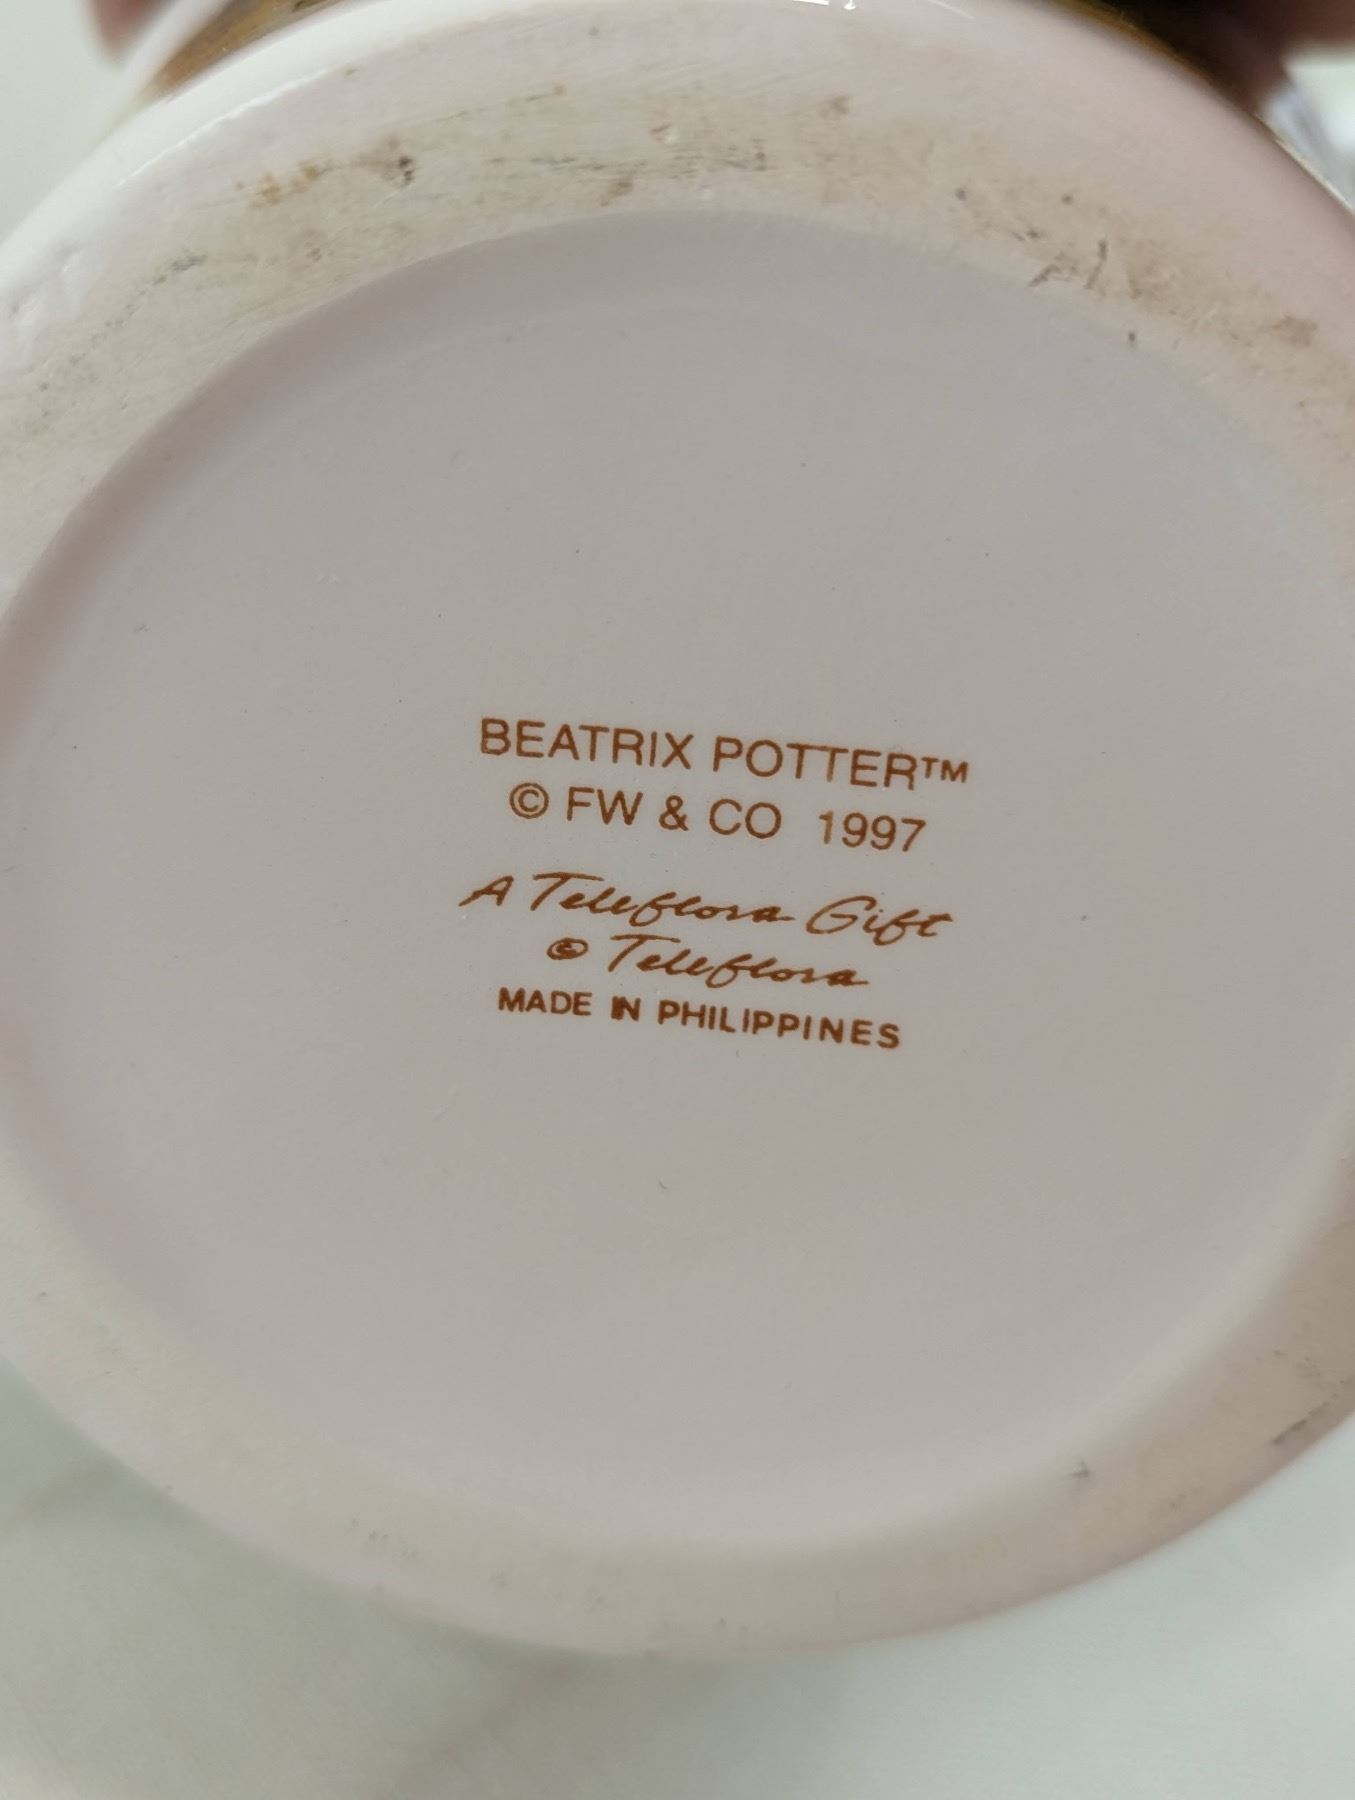 BEATRIX POTTER™
© FW & CO 1997
A Teleflora Gift
© Teleflora
MADE IN PHILIPPINES